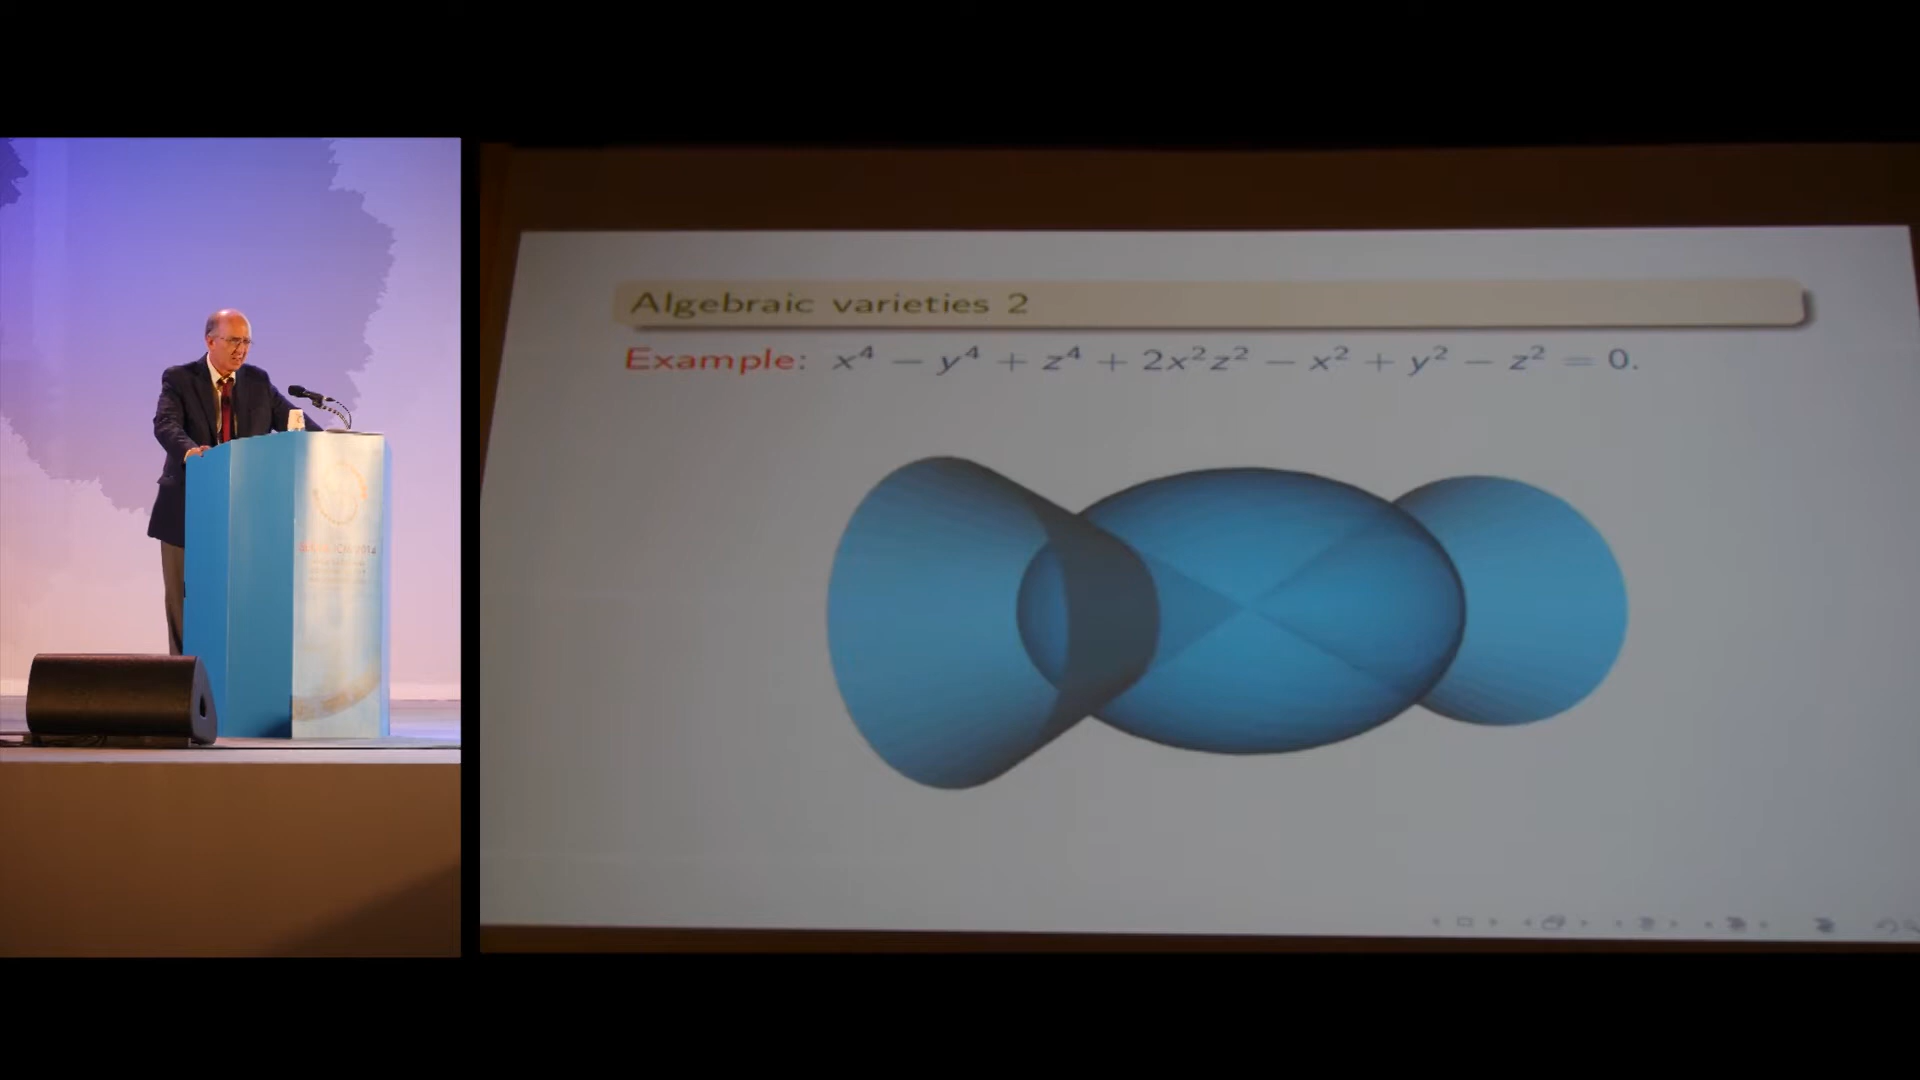 Algebraic varieties 2
Example: x⁴ − y⁴ + z⁴ + 2x²z² − x² + y² − z² = 0.